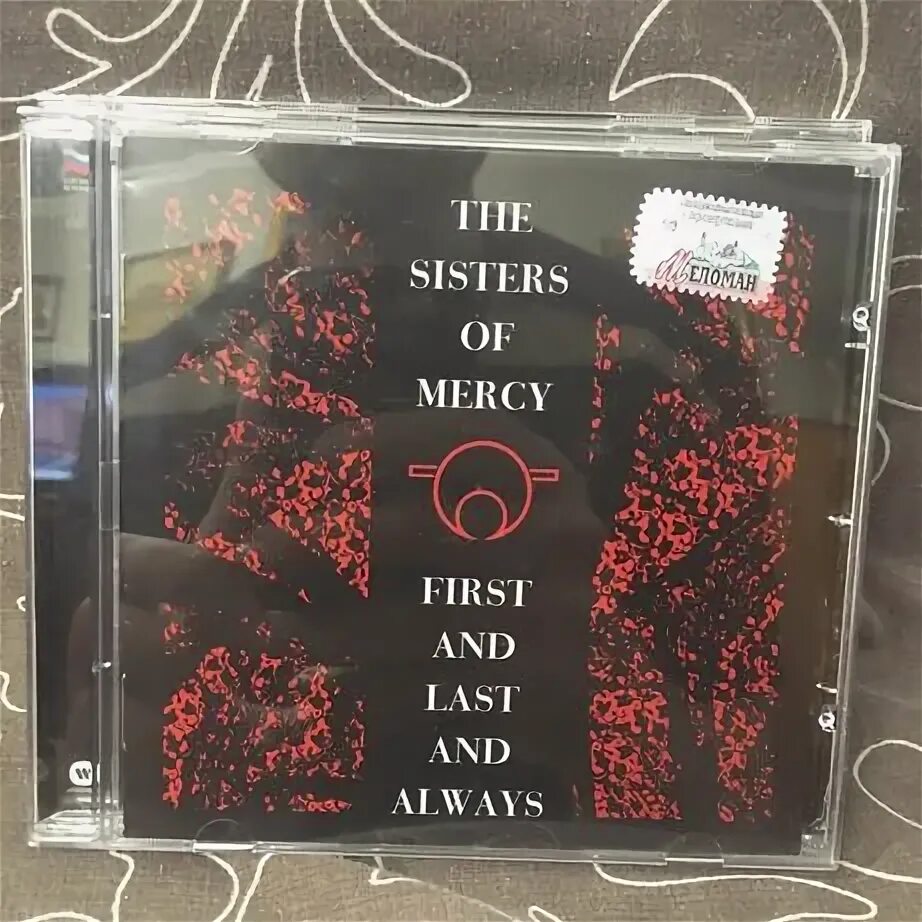 THE
SISTERS
OF
MERCY
МЕЛОМАН
FIRST
AND
LAST
AND
ALWAYS